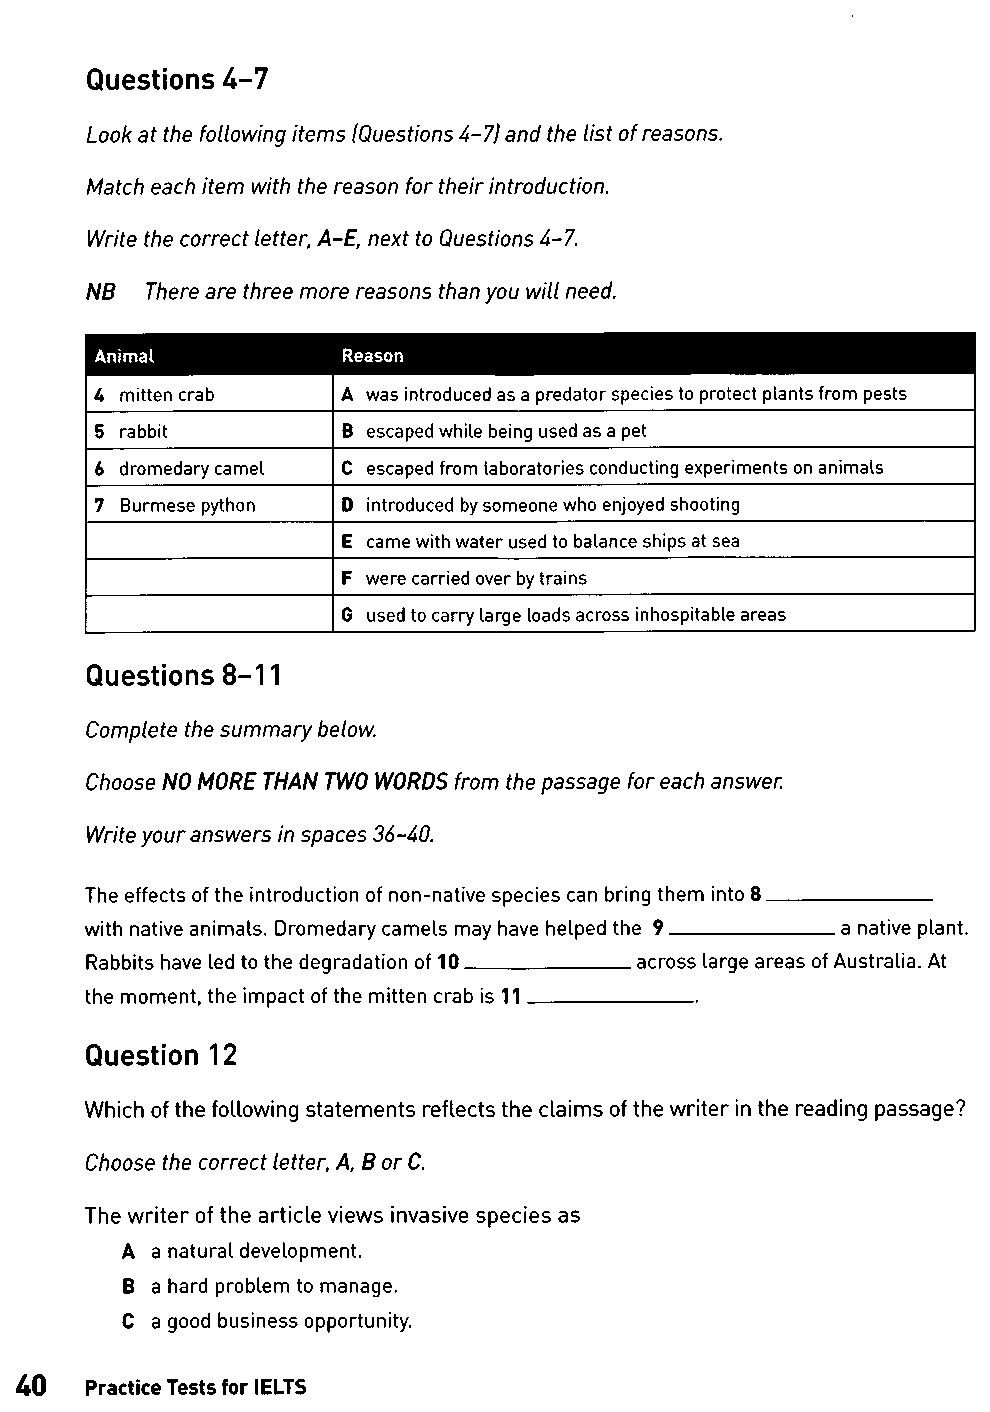 Questions 4–7
Look at the following items (Questions 4–7) and the list of reasons.
Match each item with the reason for their introduction.
Write the correct letter, A–E, next to Questions 4–7.
NB There are three more reasons than you will need.
Animal Reason
4 mitten crab A was introduced as a predator species to protect plants from pests
5 rabbit B escaped while being used as a pet
6 dromedary camel C escaped from laboratories conducting experiments on animals
7 Burmese python D introduced by someone who enjoyed shooting
E came with water used to balance ships at sea
F were carried over by trains
G used to carry large loads across inhospitable areas
Questions 8–11
Complete the summary below.
Choose NO MORE THAN TWO WORDS from the passage for each answer.
Write your answers in spaces 36–40.
The effects of the introduction of non-native species can bring them into 8 ________
with native animals. Dromedary camels may have helped the 9 ________ a native plant.
Rabbits have led to the degradation of 10 ________ across large areas of Australia. At
the moment, the impact of the mitten crab is 11 ________.
Question 12
Which of the following statements reflects the claims of the writer in the reading passage?
Choose the correct letter, A, B or C.
The writer of the article views invasive species as
A a natural development.
B a hard problem to manage.
C a good business opportunity.
40 Practice Tests for IELTS